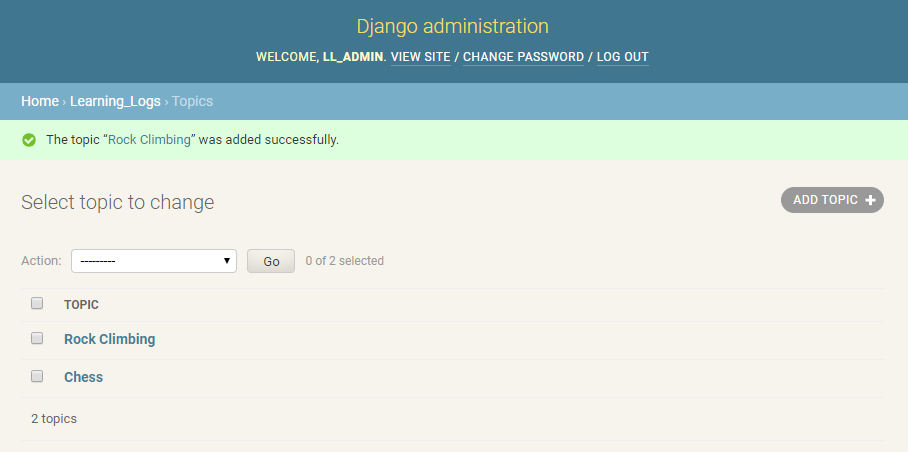 Django administration
WELCOME, LL_ADMIN. VIEW SITE / CHANGE PASSWORD / LOG OUT
Home › Learning_Logs › Topics
The topic “Rock Climbing” was added successfully.
Select topic to change
ADD TOPIC +
Action: --------- Go 0 of 2 selected
TOPIC
Rock Climbing
Chess
2 topics